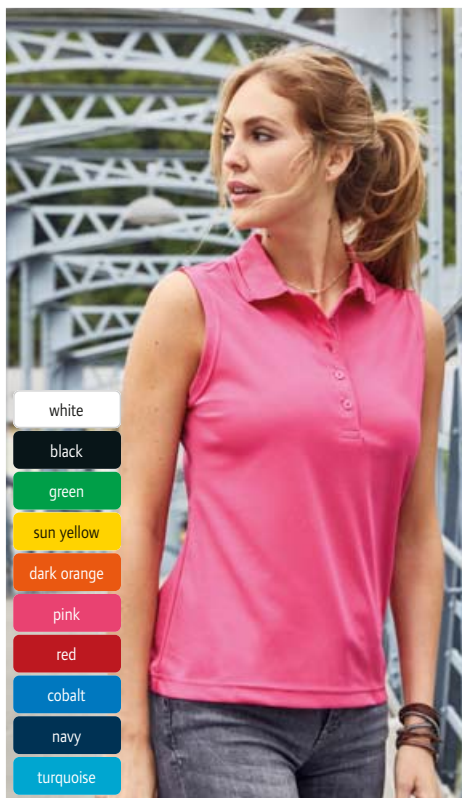 white
black
green
sun yellow
dark orange
pink
red
cobalt
navy
turquoise